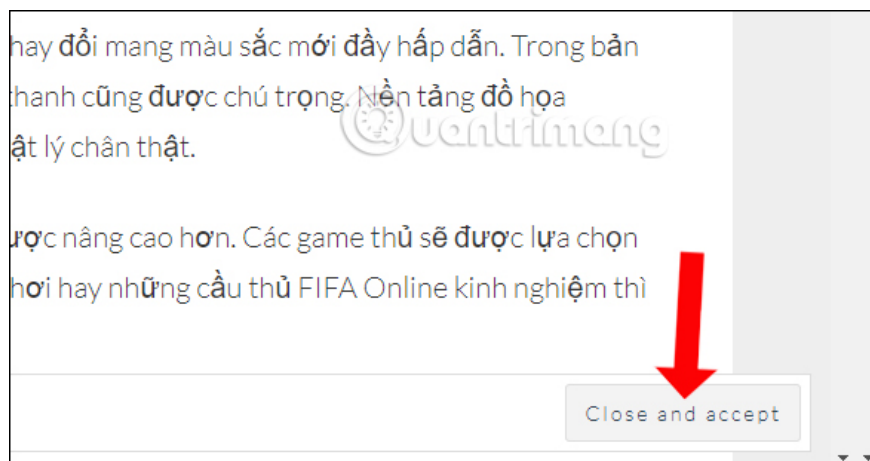 hay đổi mang màu sắc mới đầy hấp dẫn. Trong bản
thanh cũng được chú trọng. Nền tảng đồ họa
Quantrimang
ật lý chân thật.
ược nâng cao hơn. Các game thủ sẽ được lựa chọn
hơi hay những cầu thủ FIFA Online kinh nghiệm thì
Close and accept